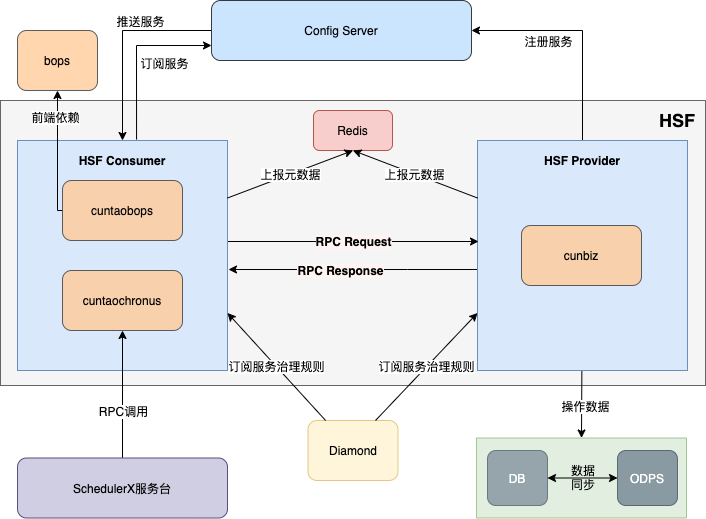 推送服务
Config Server
注册服务
订阅服务
bops
前端依赖
HSF
Redis
HSF Consumer
HSF Provider
上报元数据
上报元数据
cuntaobops
RPC Request
cunbiz
RPC Response
cuntaochronus
订阅服务治理规则
订阅服务治理规则
RPC调用
操作数据
Diamond
SchedulerX服务台
DB
数据
同步
ODPS